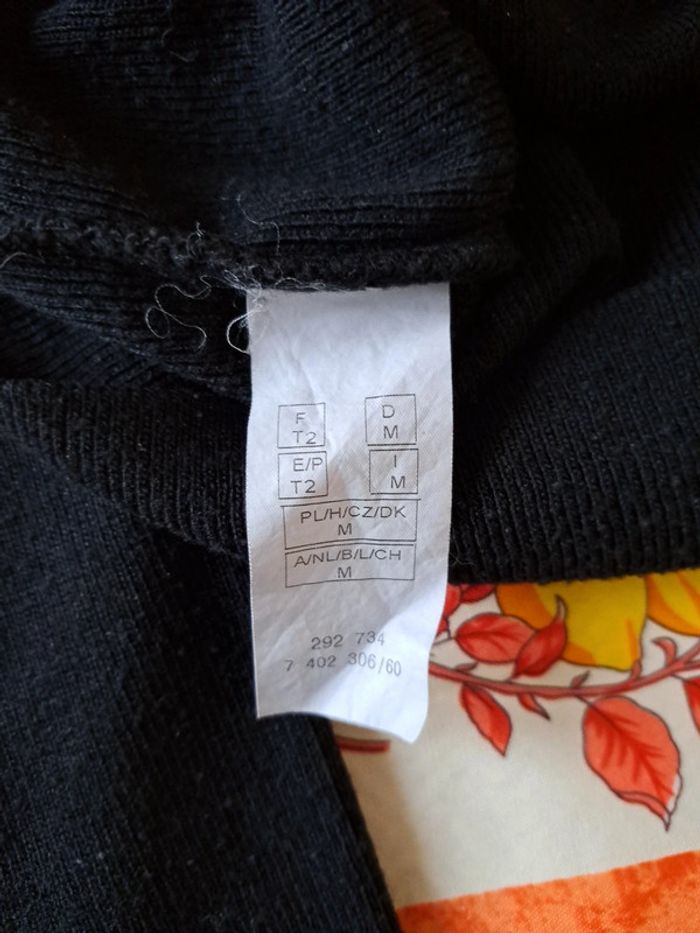 F D
T2 M
E/P I
T2 M
PL/H/CZ/DK
M
A/NL/B/L/CH
M
292 734
7 402 306/60